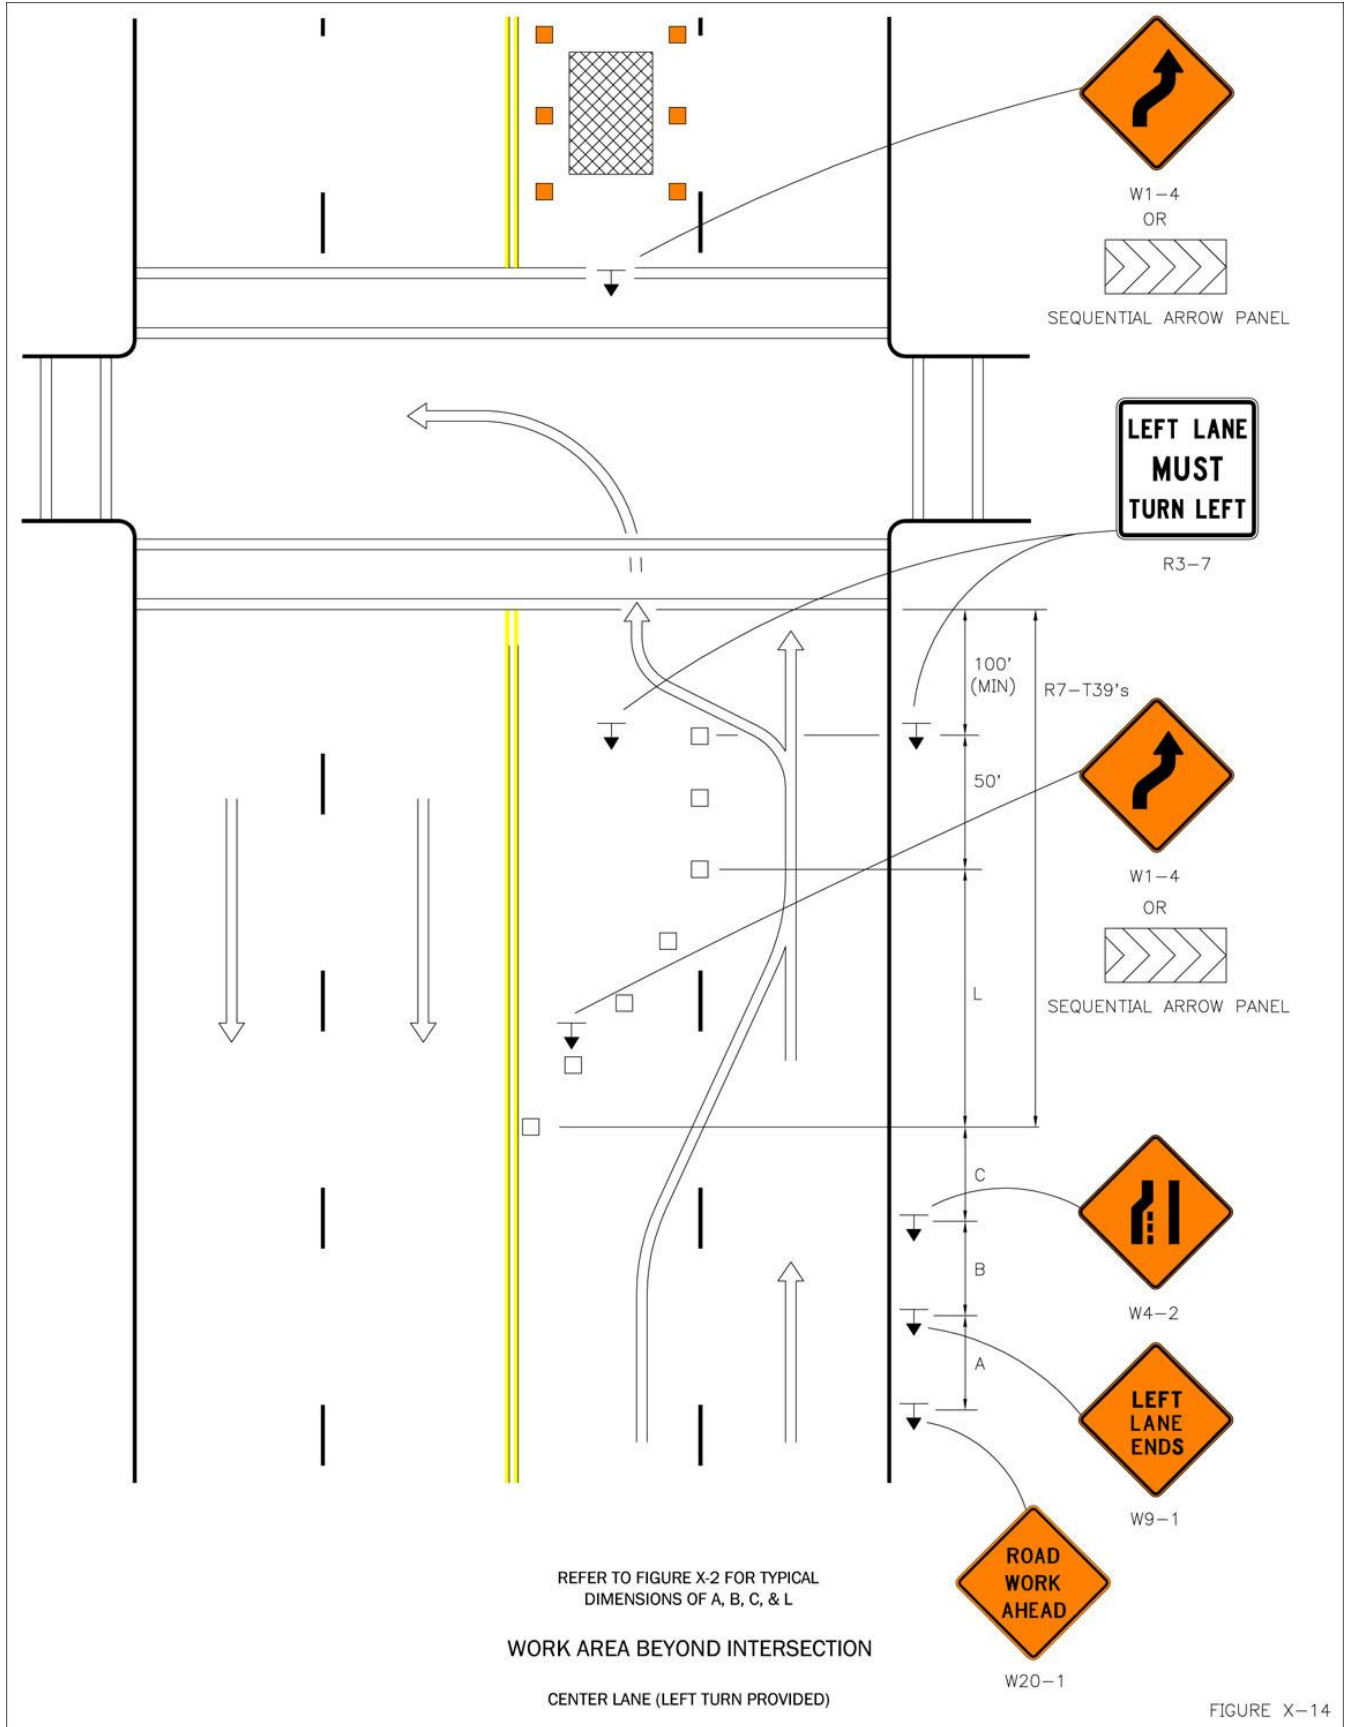 W1-4
OR
SEQUENTIAL ARROW PANEL
LEFT LANE
MUST
TURN LEFT
R3-7
100'
(MIN)
R7-T39's
50'
W1-4
OR
SEQUENTIAL ARROW PANEL
L
C
B
W4-2
A
LEFT
LANE
ENDS
W9-1
ROAD
WORK
AHEAD
W20-1
REFER TO FIGURE X-2 FOR TYPICAL
DIMENSIONS OF A, B, C, & L
WORK AREA BEYOND INTERSECTION
CENTER LANE (LEFT TURN PROVIDED)
FIGURE X-14